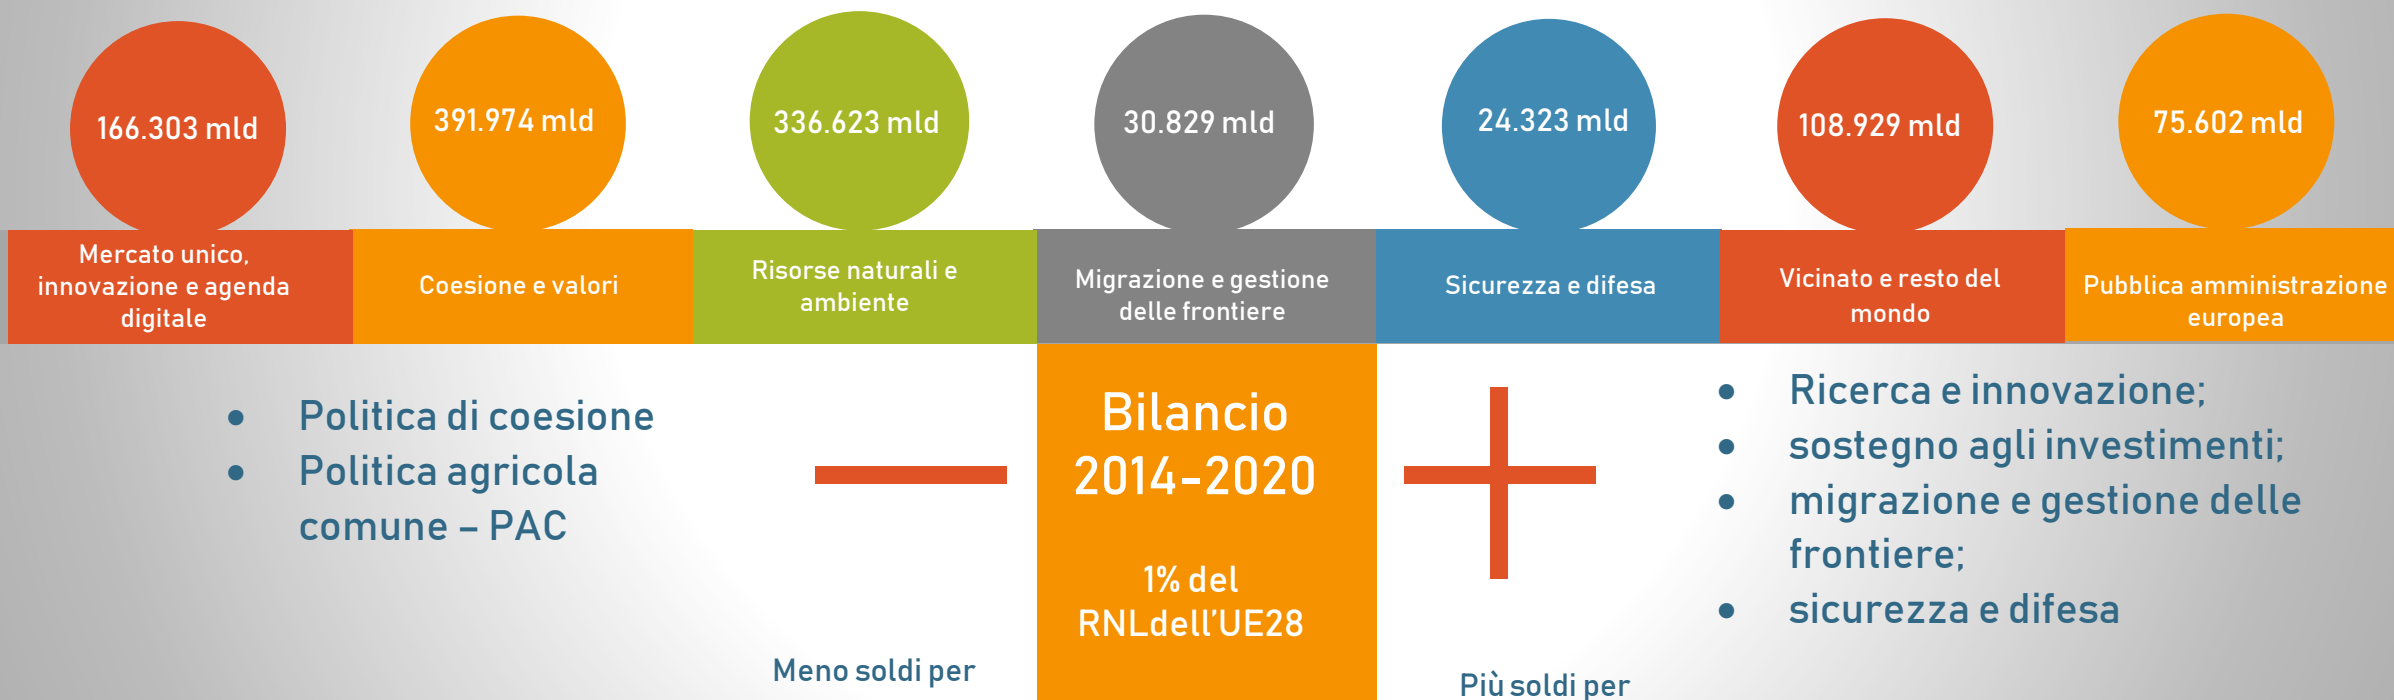 166.303 mld
391.974 mld
336.623 mld
30.829 mld
24.323 mld
108.929 mld
75.602 mld
Mercato unico,
innovazione e agenda
digitale
Coesione e valori
Risorse naturali e
ambiente
Migrazione e gestione
delle frontiere
Sicurezza e difesa
Vicinato e resto del
mondo
Pubblica amministrazione
europea
• Politica di coesione
• Politica agricola
comune – PAC
Meno soldi per
Bilancio
2014-2020
1% del
RNLdell'UE28
• Ricerca e innovazione;
• sostegno agli investimenti;
• migrazione e gestione delle
frontiere;
• sicurezza e difesa
Più soldi per